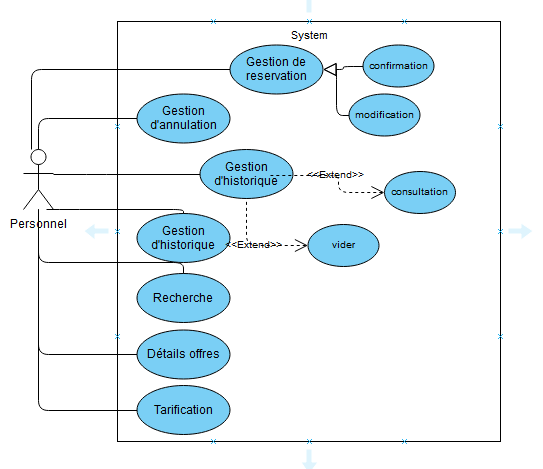 System
Gestion de
reservation
confirmation
modification
Gestion
d'annulation
Gestion
d'historique
<<Extend>>
consultation
Personnel
Gestion
d'historique
<<Extend>>
vider
Recherche
Détails offres
Tarification